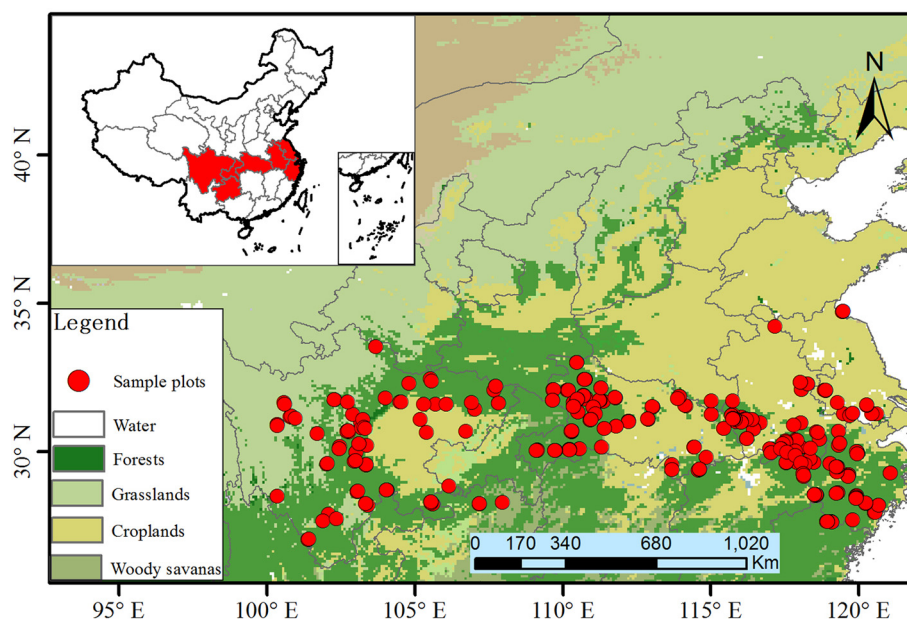 N
40° N
35° N
30° N
Legend
Sample plots
Water
Forests
Grasslands
Croplands
Woody savanas
0 170 340 680 1,020
Km
95° E 100° E 105° E 110° E 115° E 120° E